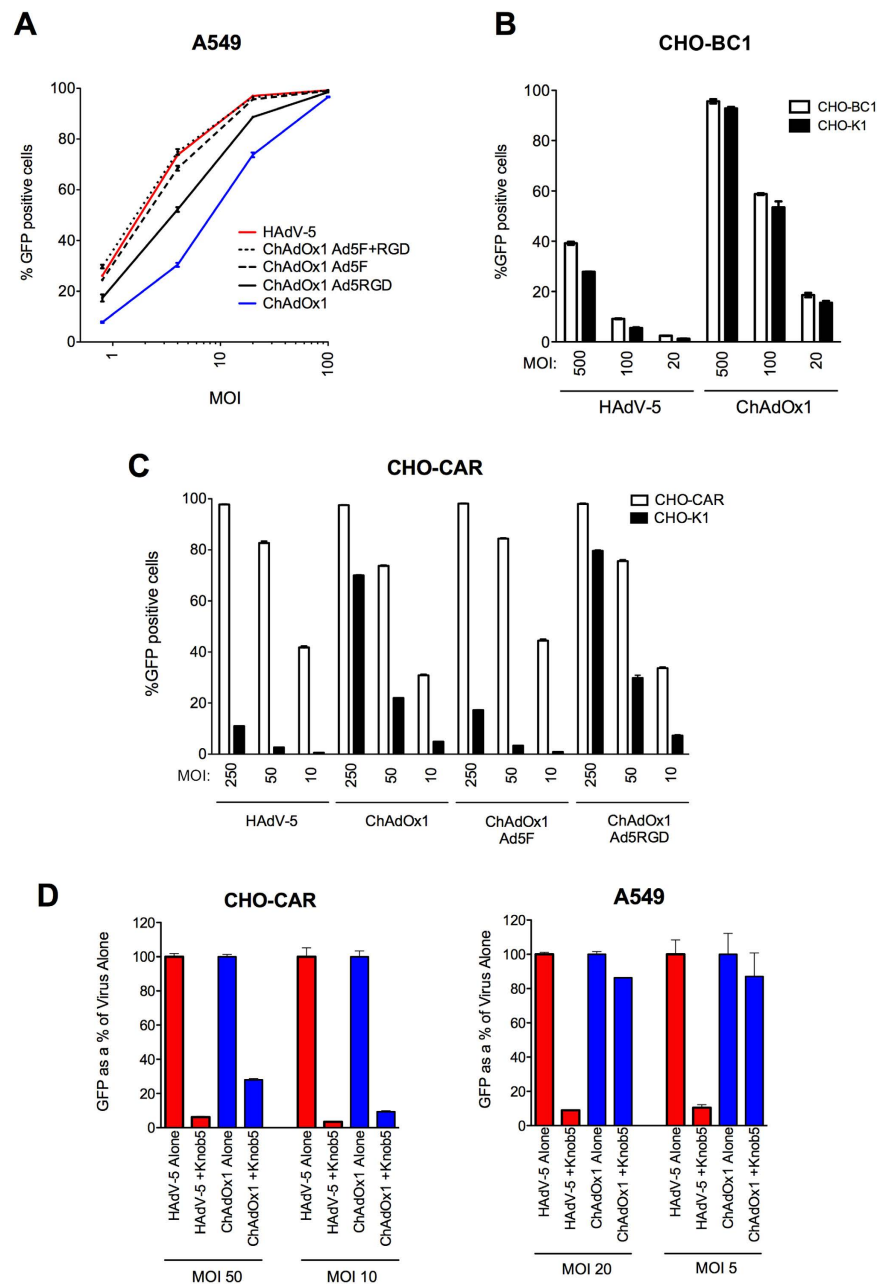 A
A549
100
80
60
40
20
0
% GFP positive cells
HAdV-5
ChAdOx1 Ad5F+RGD
ChAdOx1 Ad5F
ChAdOx1 Ad5RGD
ChAdOx1
1
10
100
MOI
B
CHO-BC1
100
80
60
40
20
0
%GFP positive cells
CHO-BC1
CHO-K1
MOI: 500 100 20 500 100 20
HAdV-5 ChAdOx1
C
CHO-CAR
100
80
60
40
20
0
%GFP positive cells
CHO-CAR
CHO-K1
MOI: 250 50 10 250 50 10 250 50 10 250 50 10
HAdV-5 ChAdOx1 ChAdOx1 ChAdOx1
Ad5F Ad5RGD
D
CHO-CAR
120
100
80
60
40
20
0
GFP as a % of Virus Alone
HAdV-5 Alone
HAdV-5 +Knob5
ChAdOx1 Alone
ChAdOx1 +Knob5
HAdV-5 Alone
HAdV-5 +Knob5
ChAdOx1 Alone
ChAdOx1 +Knob5
MOI 50 MOI 10
A549
120
100
80
60
40
20
0
GFP as a % of Virus Alone
HAdV-5 Alone
HAdV-5 +Knob5
ChAdOx1 Alone
ChAdOx1 +Knob5
HAdV-5 Alone
HAdV-5 +Knob5
ChAdOx1 Alone
ChAdOx1 +Knob5
MOI 20 MOI 5